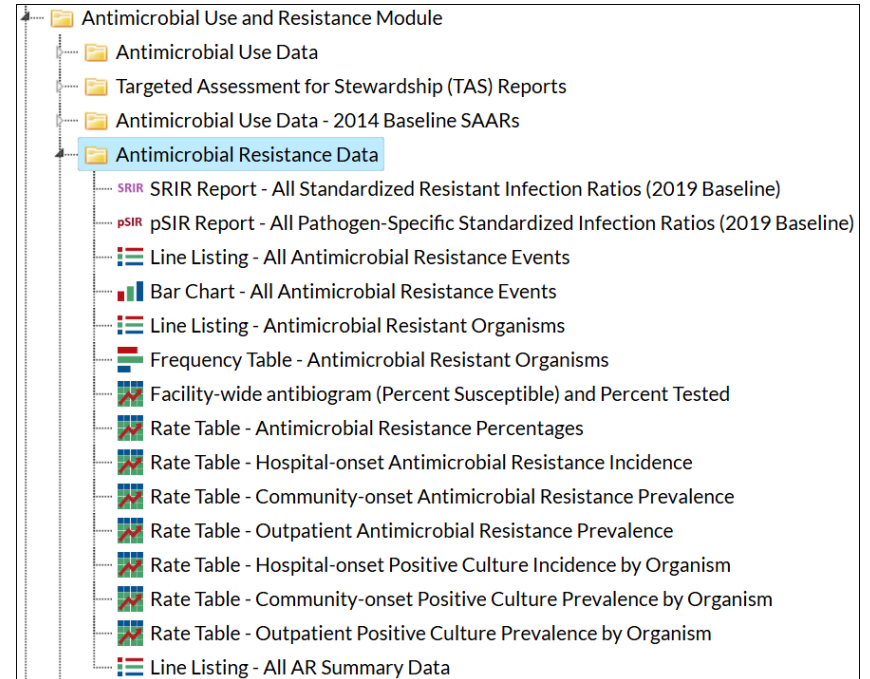 Antimicrobial Use and Resistance Module
Antimicrobial Use Data
Targeted Assessment for Stewardship (TAS) Reports
Antimicrobial Use Data - 2014 Baseline SAARs
Antimicrobial Resistance Data
SRIR SRIR Report - All Standardized Resistant Infection Ratios (2019 Baseline)
pSIR pSIR Report - All Pathogen-Specific Standardized Infection Ratios (2019 Baseline)
Line Listing - All Antimicrobial Resistance Events
Bar Chart - All Antimicrobial Resistance Events
Line Listing - Antimicrobial Resistant Organisms
Frequency Table - Antimicrobial Resistant Organisms
Facility-wide antibiogram (Percent Susceptible) and Percent Tested
Rate Table - Antimicrobial Resistance Percentages
Rate Table - Hospital-onset Antimicrobial Resistance Incidence
Rate Table - Community-onset Antimicrobial Resistance Prevalence
Rate Table - Outpatient Antimicrobial Resistance Prevalence
Rate Table - Hospital-onset Positive Culture Incidence by Organism
Rate Table - Community-onset Positive Culture Prevalence by Organism
Rate Table - Outpatient Positive Culture Prevalence by Organism
Line Listing - All AR Summary Data